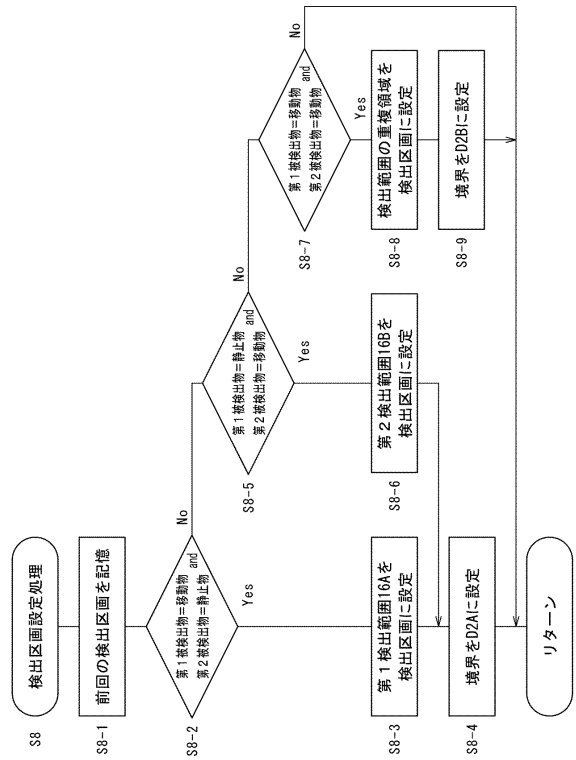 S8
検出区画設定処理
S8-1
前回の検出区画を記憶
S8-2
第1被検出物=移動物 and
第2被検出物=静止物
No
Yes
S8-3
第1検出範囲16Aを
検出区画に設定
S8-4
境界をD2Aに設定
S8-5
第1被検出物=静止物 and
第2被検出物=移動物
No
Yes
S8-6
第2検出範囲16Bを
検出区画に設定
S8-7
第1被検出物=移動物 and
第2被検出物=移動物
No
Yes
S8-8
検出範囲の重複領域を
検出区画に設定
S8-9
境界をD2Bに設定
リターン